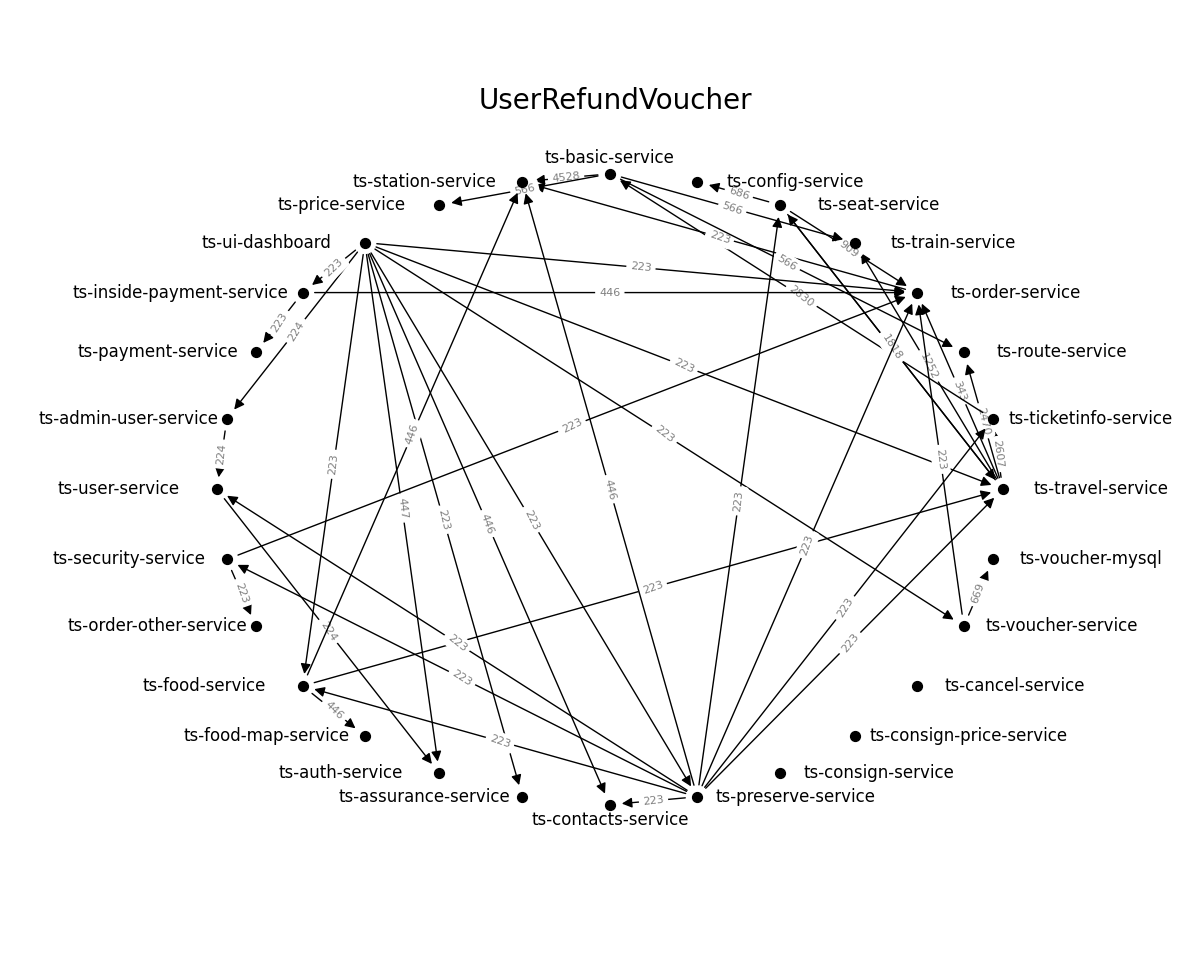 UserRefundVoucher
ts-basic-service
ts-station-service
4528
ts-config-service
566
686
ts-price-service
566
ts-seat-service
ts-ui-dashboard
223
909
ts-train-service
223
223
566
ts-inside-payment-service
446
2830
ts-order-service
223
224
1818
ts-payment-service
ts-route-service
223
1252
343
ts-admin-user-service
ts-ticketinfo-service
446
223
223
224
223
223
2607
ts-user-service
446
223
ts-travel-service
447
223
446
223
ts-security-service
223
ts-voucher-mysql
223
223
669
223
ts-order-other-service
224
223
223
ts-voucher-service
223
ts-food-service
446
ts-cancel-service
ts-food-map-service
223
ts-consign-price-service
ts-auth-service
ts-consign-service
ts-assurance-service
223
ts-preserve-service
ts-contacts-service